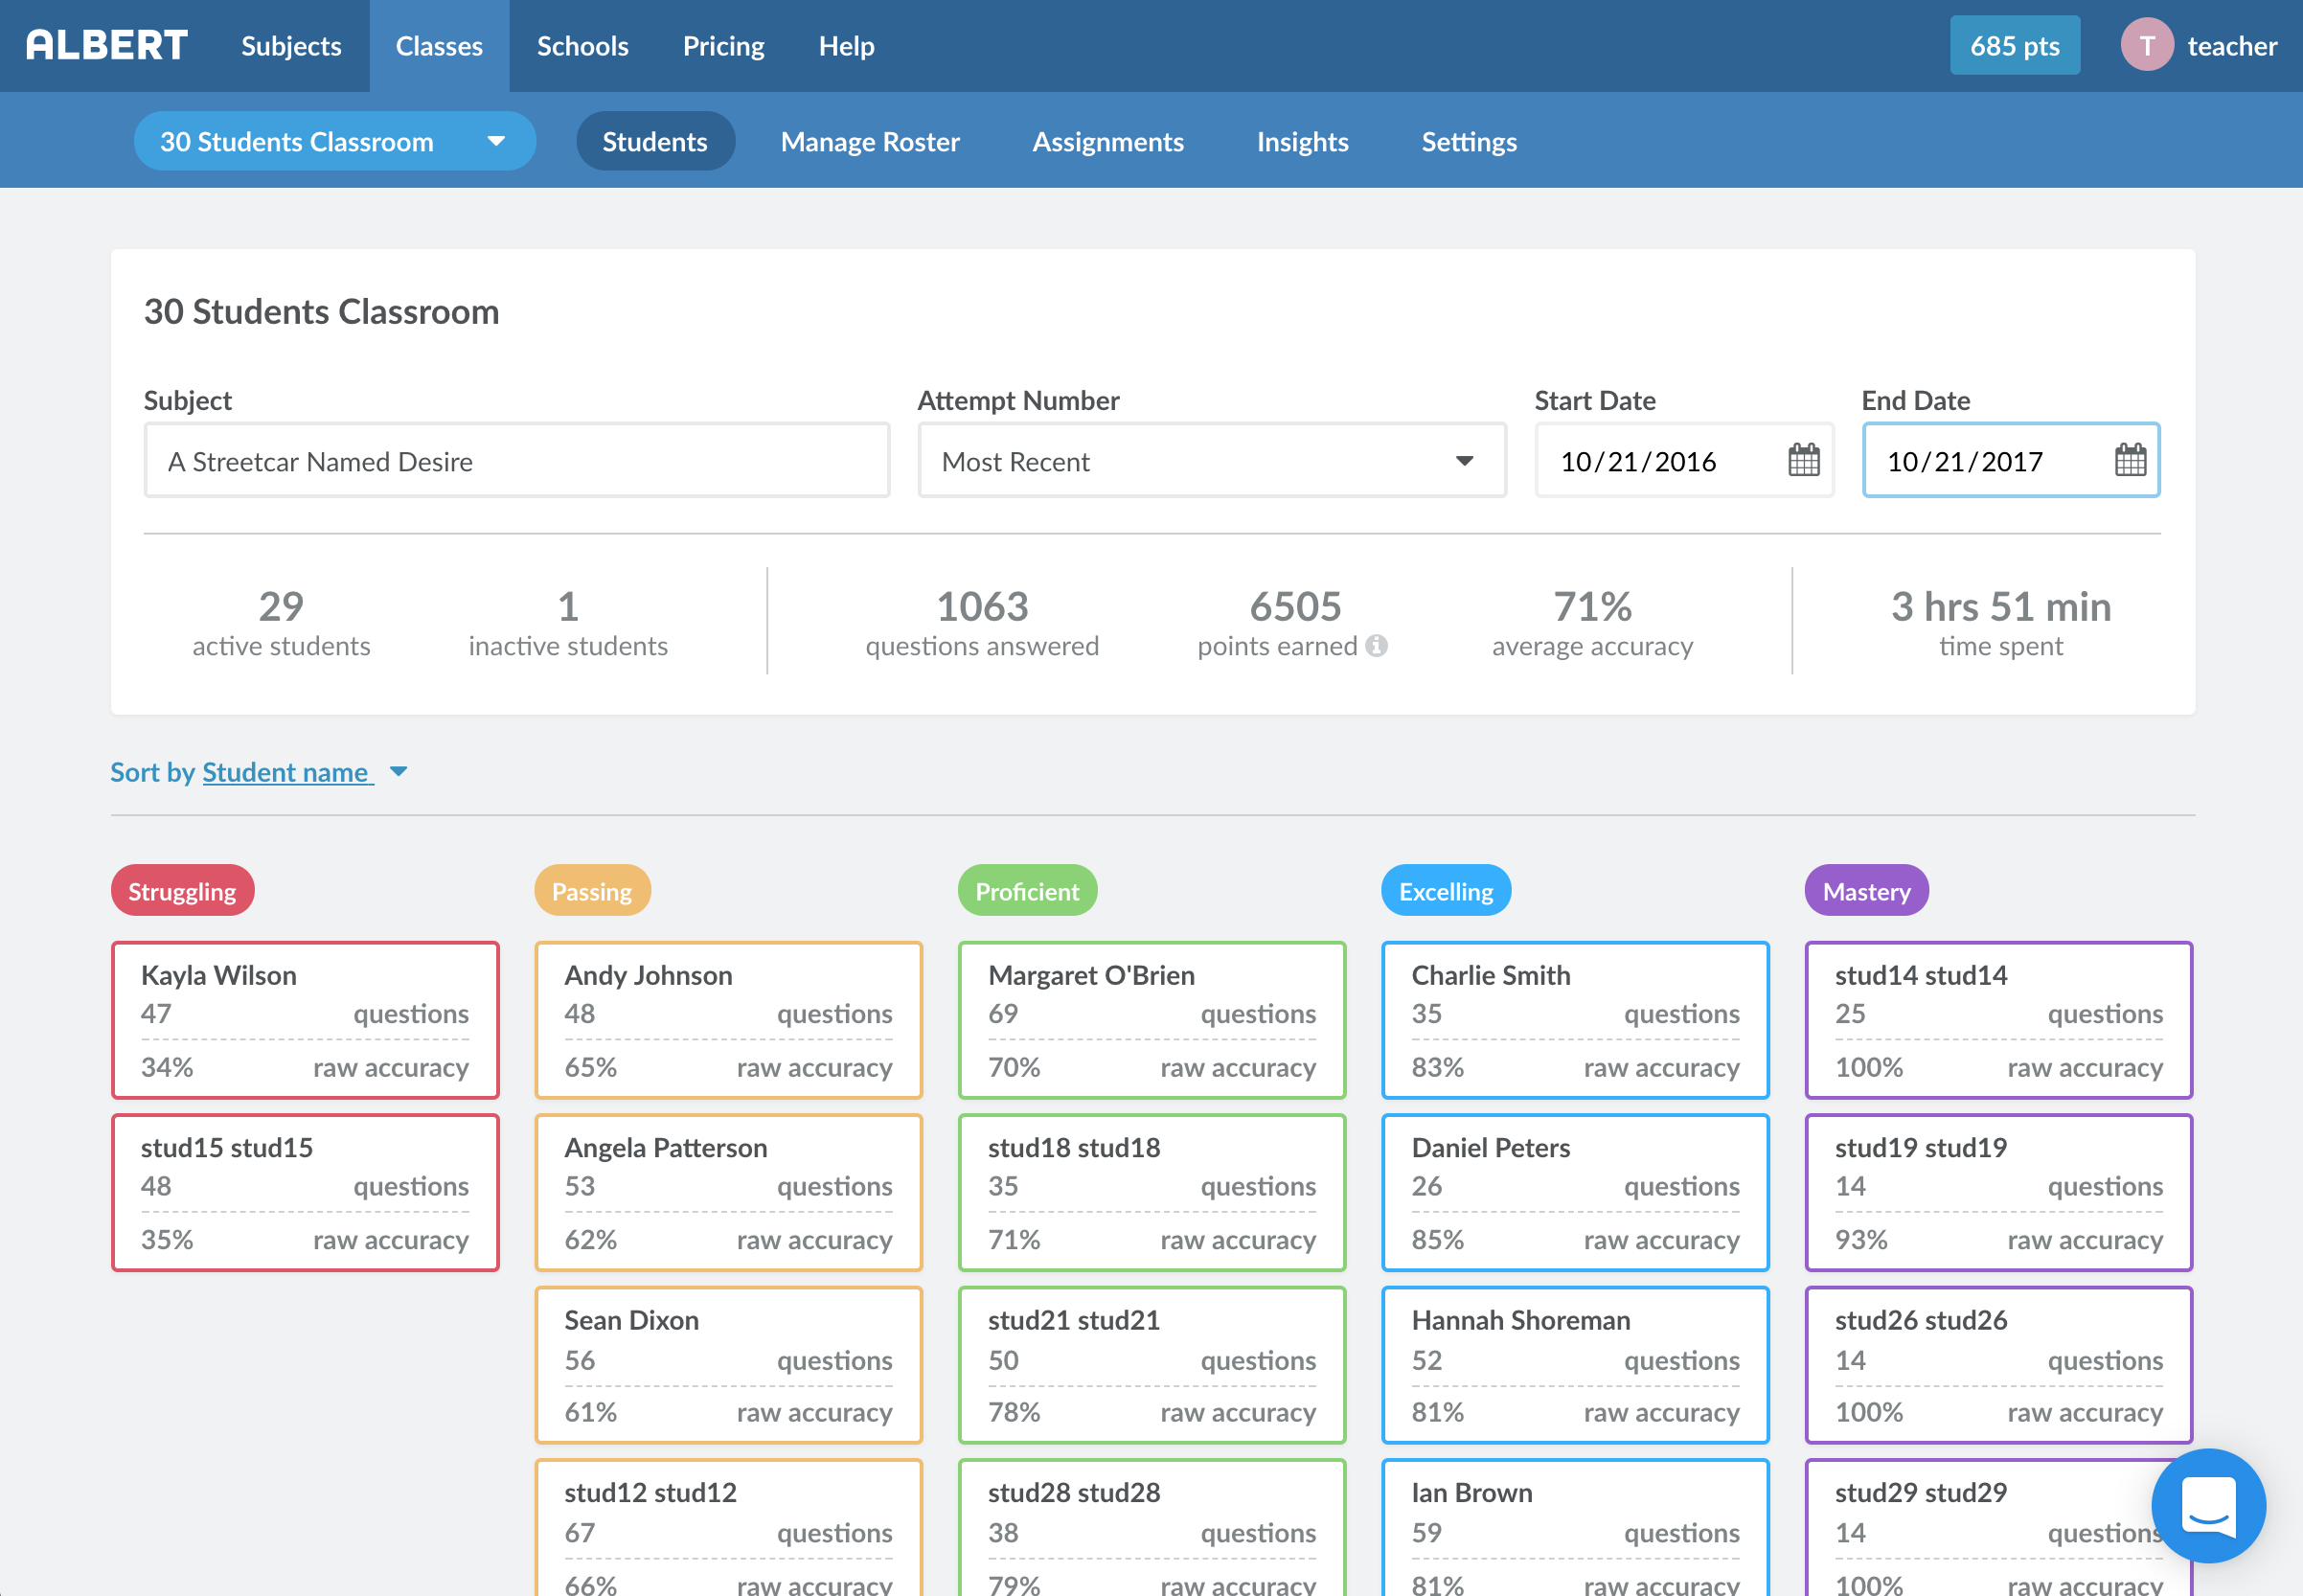 ALBERT Subjects Classes Schools Pricing Help 685 pts T teacher
30 Students Classroom Students Manage Roster Assignments Insights Settings
30 Students Classroom
Subject Attempt Number Start Date End Date
A Streetcar Named Desire Most Recent 10/21/2016 10/21/2017
29 1 1063 6505 71% 3 hrs 51 min
active students inactive students questions answered points earned average accuracy time spent
Sort by Student name
Struggling Passing Proficient Excelling Mastery
Kayla Wilson Andy Johnson Margaret O'Brien Charlie Smith stud14 stud14
47 questions 48 questions 69 questions 35 questions 25 questions
34% raw accuracy 65% raw accuracy 70% raw accuracy 83% raw accuracy 100% raw accuracy
stud15 stud15 Angela Patterson stud18 stud18 Daniel Peters stud19 stud19
48 questions 53 questions 35 questions 26 questions 14 questions
35% raw accuracy 62% raw accuracy 71% raw accuracy 85% raw accuracy 93% raw accuracy
Sean Dixon stud21 stud21 Hannah Shoreman stud26 stud26
56 questions 50 questions 52 questions 14 questions
61% raw accuracy 78% raw accuracy 81% raw accuracy 100% raw accuracy
stud12 stud12 stud28 stud28 Ian Brown stud29 stud29
67 questions 38 questions 59 questions 14 questions
66% raw accuracy 79% raw accuracy 81% raw accuracy 100% raw accuracy